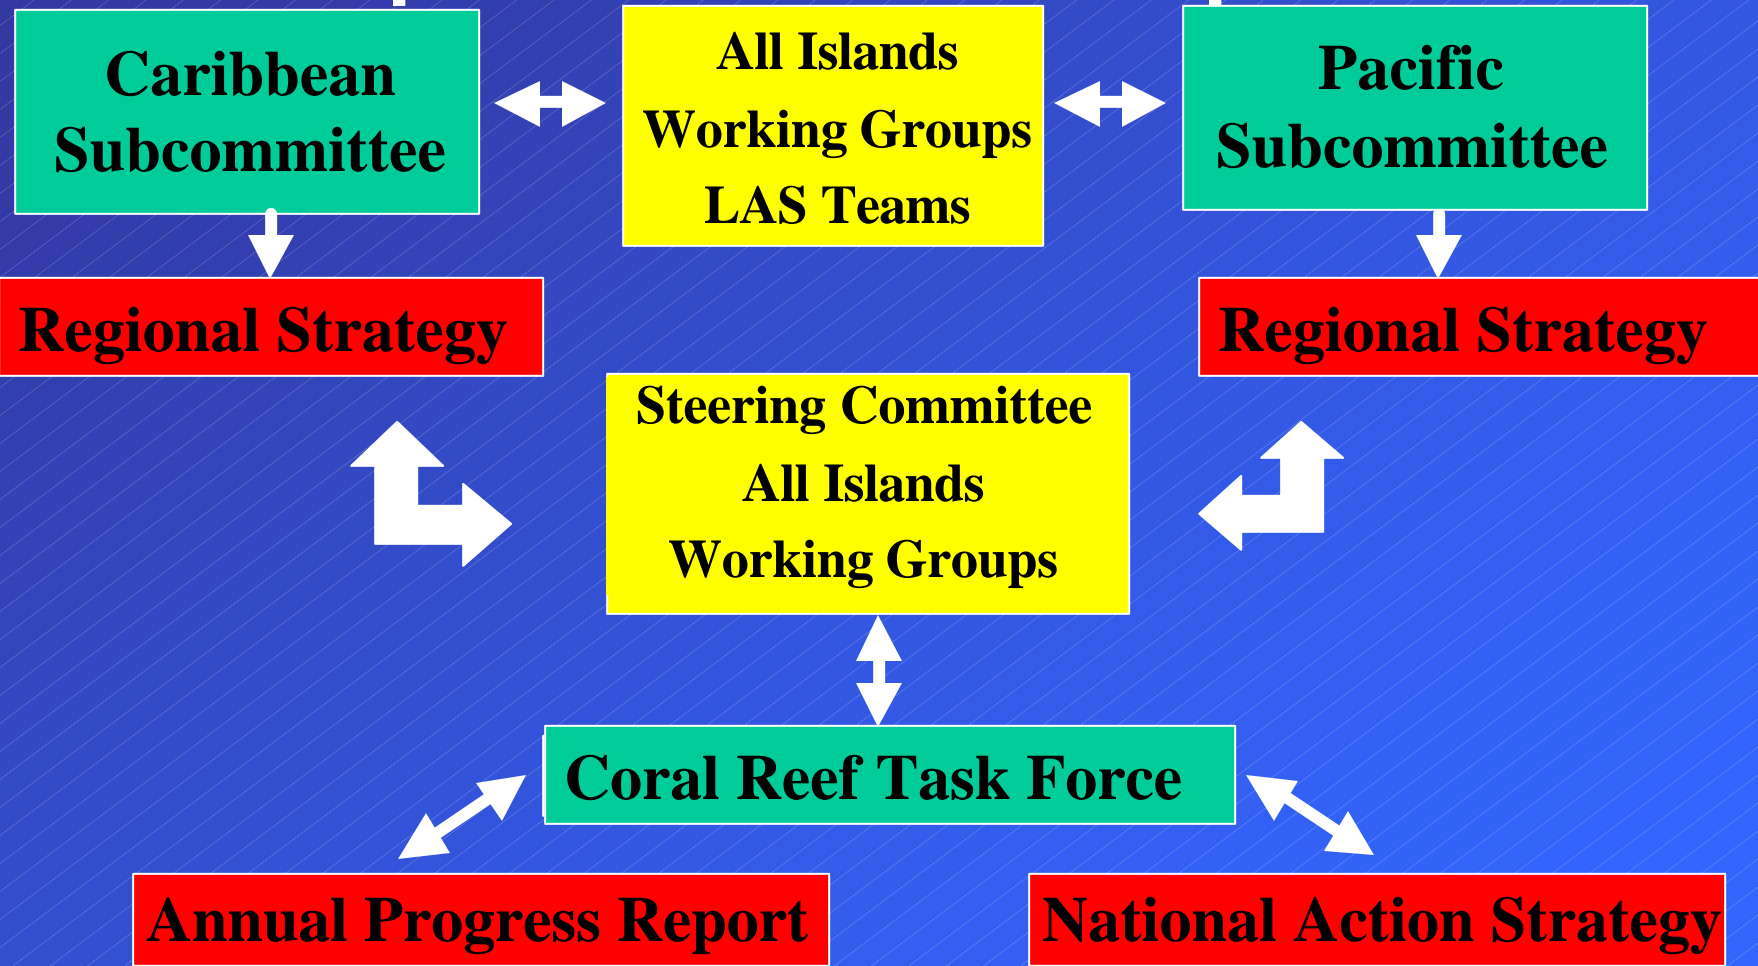 Caribbean
Subcommittee
All Islands
Working Groups
LAS Teams
Pacific
Subcommittee
Regional Strategy
Regional Strategy
Steering Committee
All Islands
Working Groups
Coral Reef Task Force
Annual Progress Report
National Action Strategy